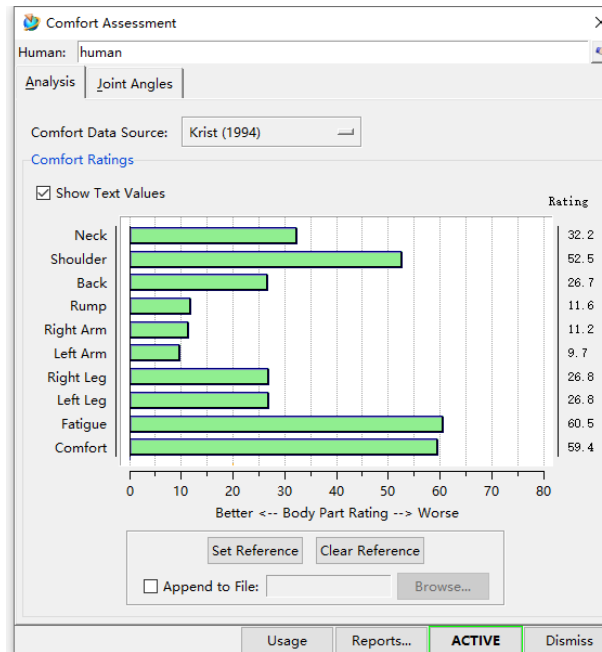 Comfort Assessment
Human: human
Analysis Joint Angles
Comfort Data Source: Krist (1994)
Comfort Ratings
Show Text Values
Rating
Neck 32.2
Shoulder 52.5
Back 26.7
Rump 11.6
Right Arm 11.2
Left Arm 9.7
Right Leg 26.8
Left Leg 26.8
Fatigue 60.5
Comfort 59.4
0 10 20 30 40 50 60 70 80
Better <-- Body Part Rating --> Worse
Set Reference Clear Reference
Append to File: Browse...
Usage Reports... ACTIVE Dismiss